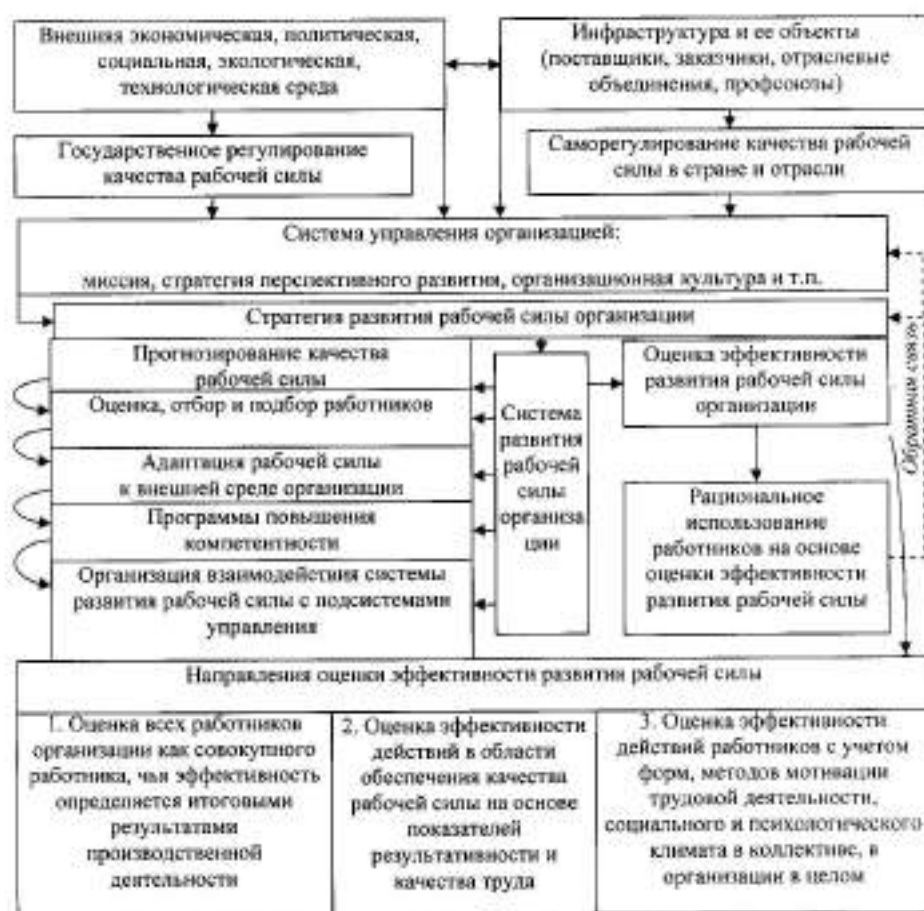 Внешняя экономическая, политическая,
социальная, экологическая,
технологическая среда
Инфраструктура и ее объекты
(поставщики, заказчики, отраслевые
объединения, профсоюзы)
Государственное регулирование
качества рабочей силы
Саморегулирование качества рабочей
силы в стране и отрасли
Система управления организацией:
миссия, стратегия перспективного развития, организационная культура и т.п.
Стратегия развития рабочей силы организации
Прогнозирование качества
рабочей силы
Оценка, отбор и подбор работников
Адаптация рабочей силы
к внешней среде организации
Программы повышения
компетентности
Организация взаимодействия системы
развития рабочей силы с подсистемами
управления
Система
развития
рабочей
силы
организа
ции
Оценка эффективности
развития рабочей силы
организации
Рациональное
использование
работников на основе
оценки эффективности
развития рабочей силы
Обратная связь
Направления оценки эффективности развития рабочей силы
1. Оценка всех работников
организации как совокупного
работника, чья эффективность
определяется итоговыми
результатами
производственной
деятельности
2. Оценка эффективности
действий в области
обеспечения качества
рабочей силы на основе
показателей
результативности и
качества труда
3. Оценка эффективности
действий работников с учетом
форм, методов мотивации
трудовой деятельности,
социального и психологического
климата в коллективе, в
организации в целом